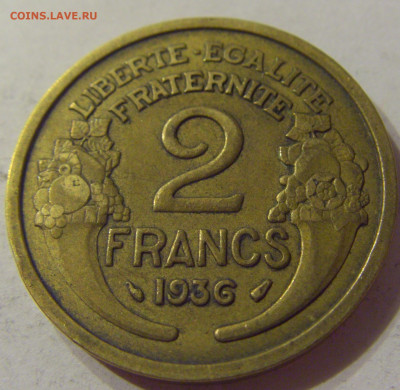 COINS.LAVE.RU
LIBERTE · EGALITE
FRATERNITE
2
FRANCS
1936